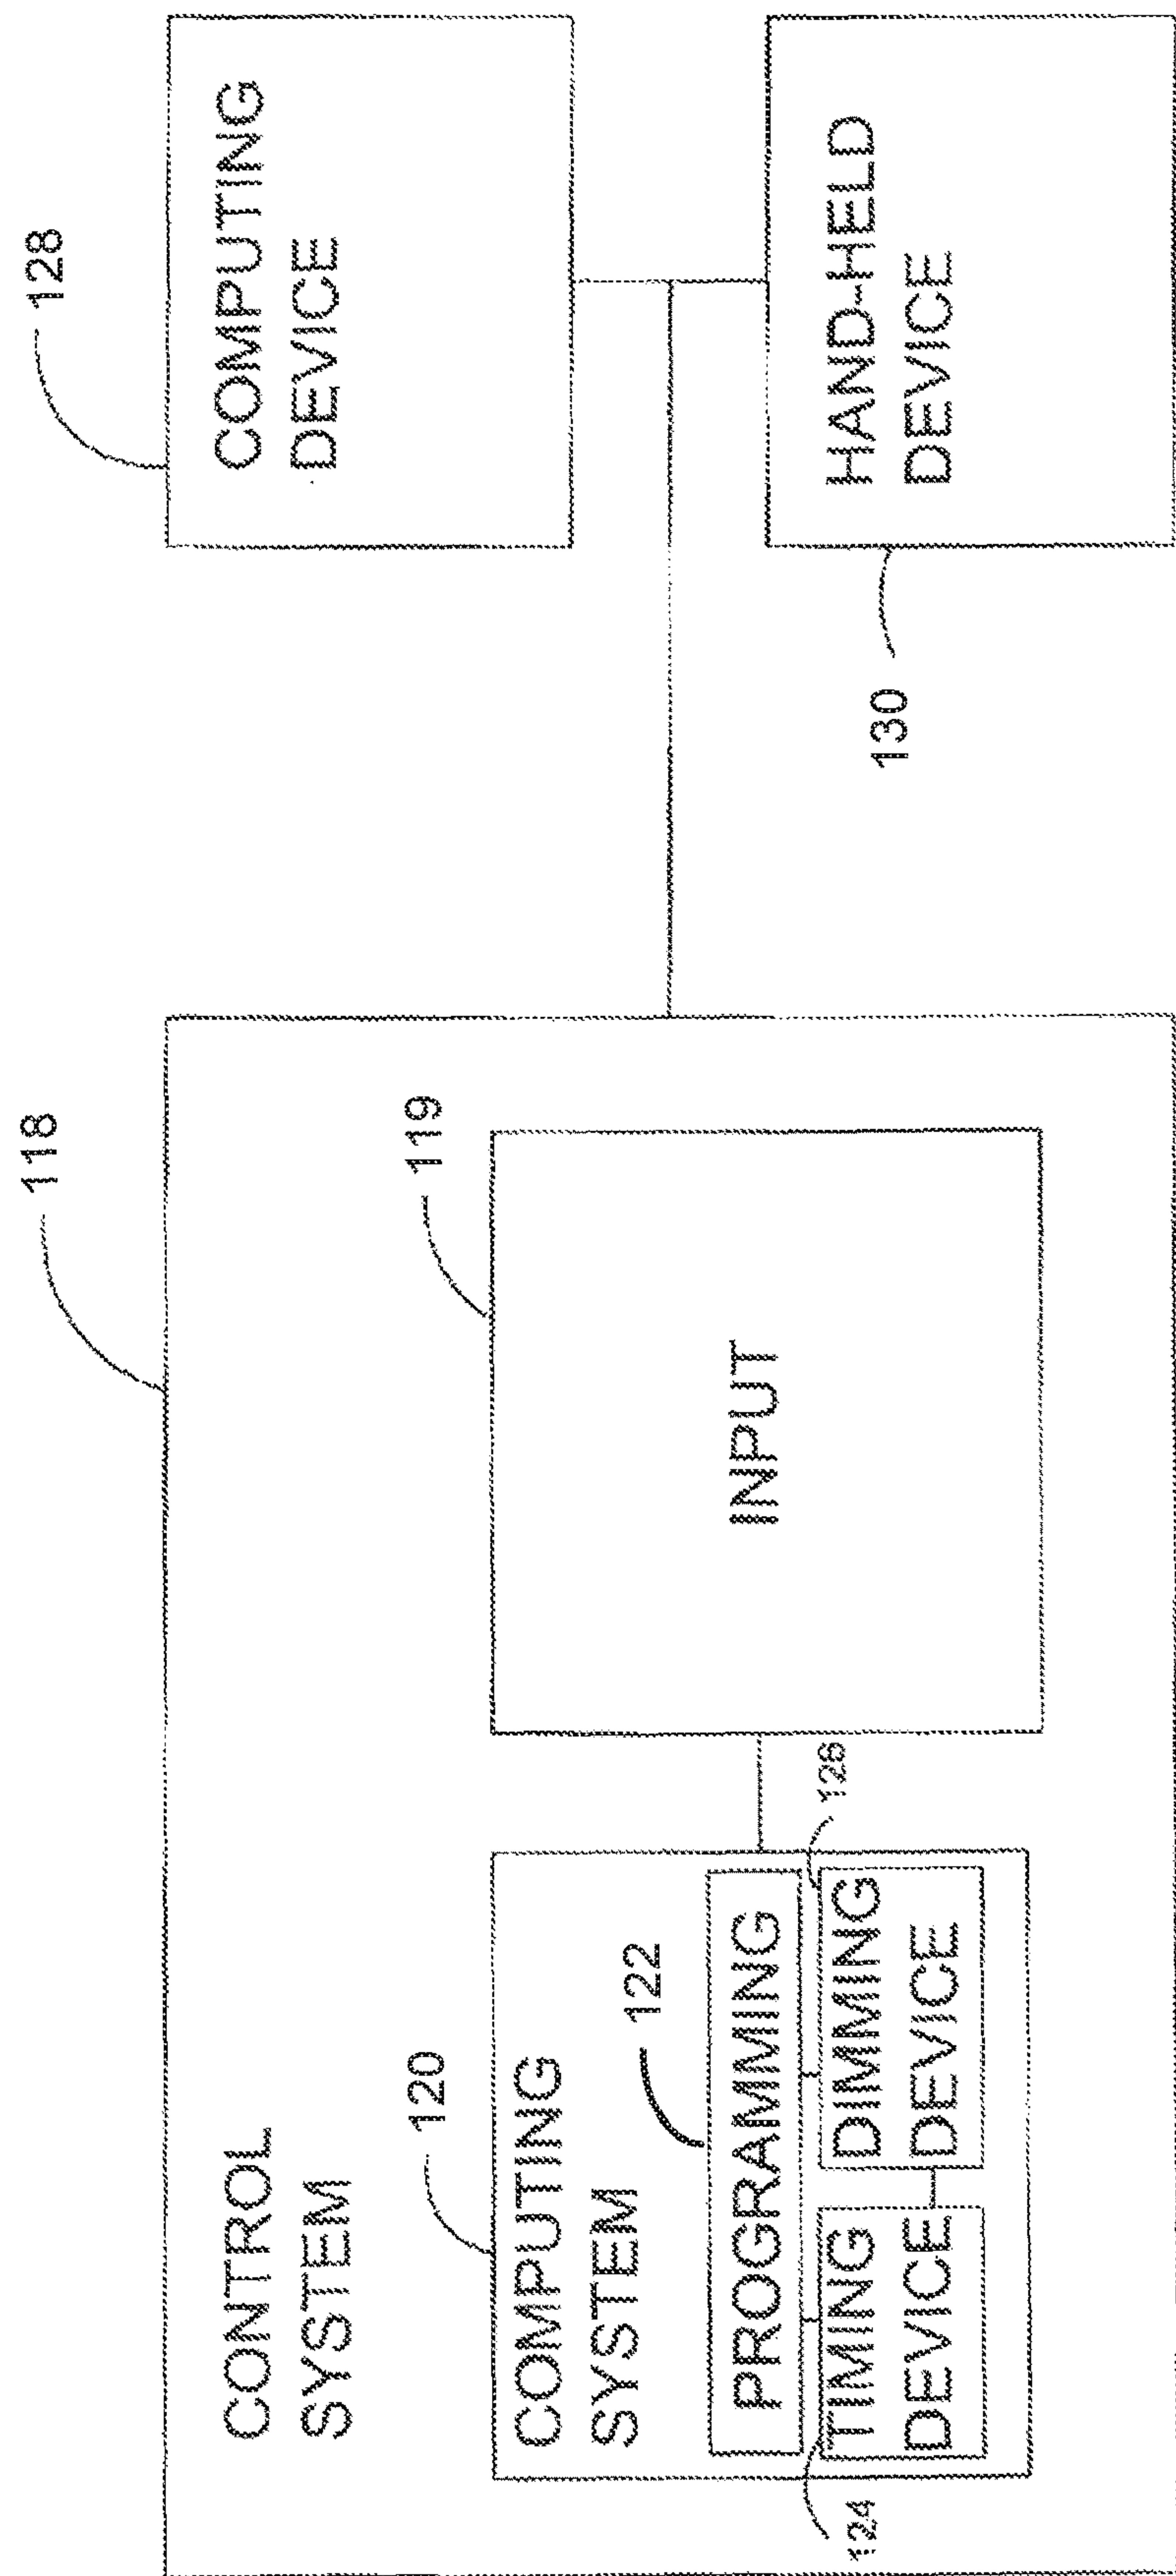 118
CONTROL
SYSTEM
120
COMPUTING
SYSTEM
122
PROGRAMMING
124
TIMING
DEVICE
126
DIMMING
DEVICE
119
INPUT
128
COMPUTING
DEVICE
130
HAND-HELD
DEVICE